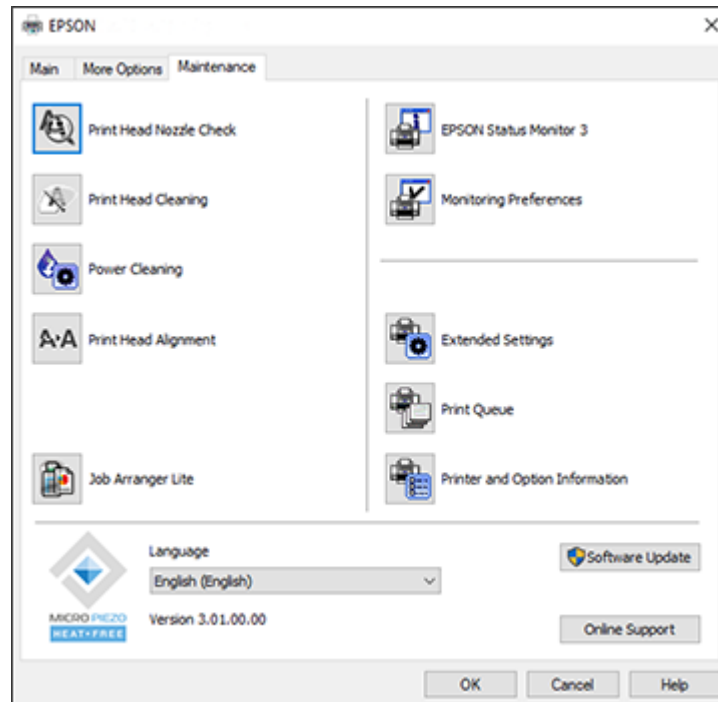 EPSON
Main More Options Maintenance
Print Head Nozzle Check
Print Head Cleaning
Power Cleaning
A A Print Head Alignment
Job Arranger Lite
EPSON Status Monitor 3
Monitoring Preferences
Extended Settings
Print Queue
Printer and Option Information
Language
English (English)
Version 3.01.00.00
MICRO PIEZO
HEAT-FREE
Software Update
Online Support
OK Cancel Help